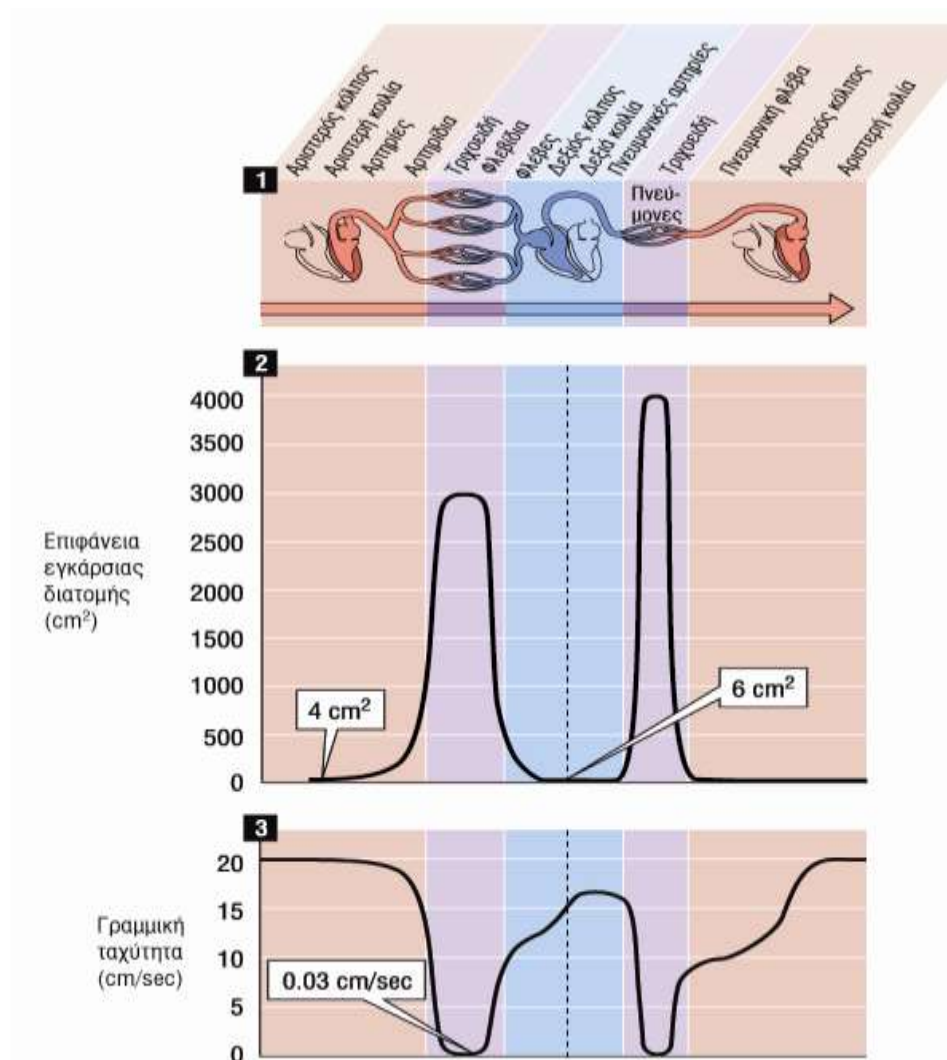 Αριστερός κόλπος
Αριστερή κοιλία
Αρτηρίες
Αρτηρίδια
Τριχοειδή
Φλεβίδια
Φλέβες
Δεξιός κόλπος
Δεξιά κοιλία
Πνευμονικές αρτηρίες
Τριχοειδή
Πνευμονική φλέβα
Αριστερός κόλπος
Αριστερή κοιλία
1
Πνεύ-
μονες
2
4000
3500
3000
2500
2000
1500
1000
500
0
Επιφάνεια
εγκάρσιας
διατομής
(cm²)
4 cm²
6 cm²
3
20
15
10
5
0
Γραμμική
ταχύτητα
(cm/sec)
0.03 cm/sec